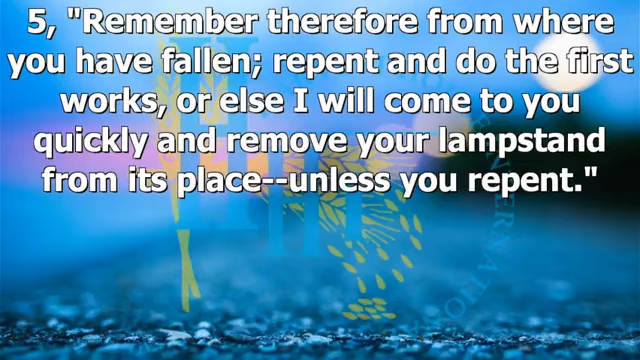 5, "Remember therefore from where
you have fallen; repent and do the first
works, or else I will come to you
quickly and remove your lampstand
from its place--unless you repent."